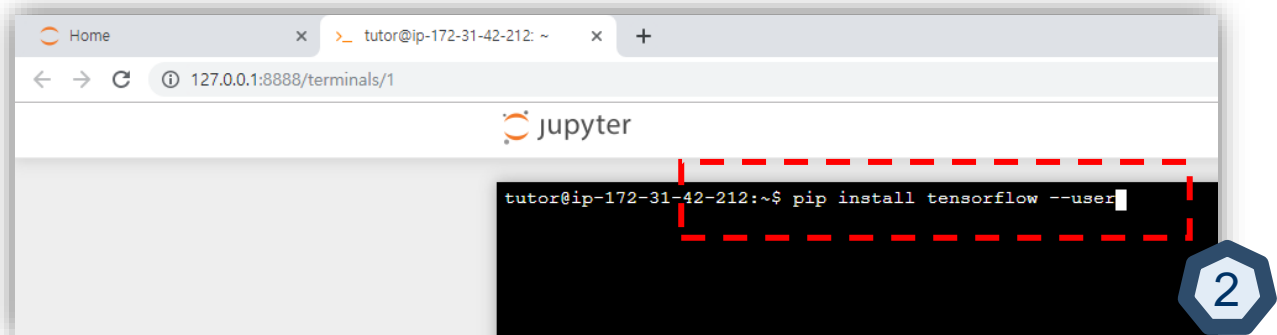 Home
tutor@ip-172-31-42-212: ~
127.0.0.1:8888/terminals/1
jupyter
tutor@ip-172-31-42-212:~$ pip install tensorflow --user
2